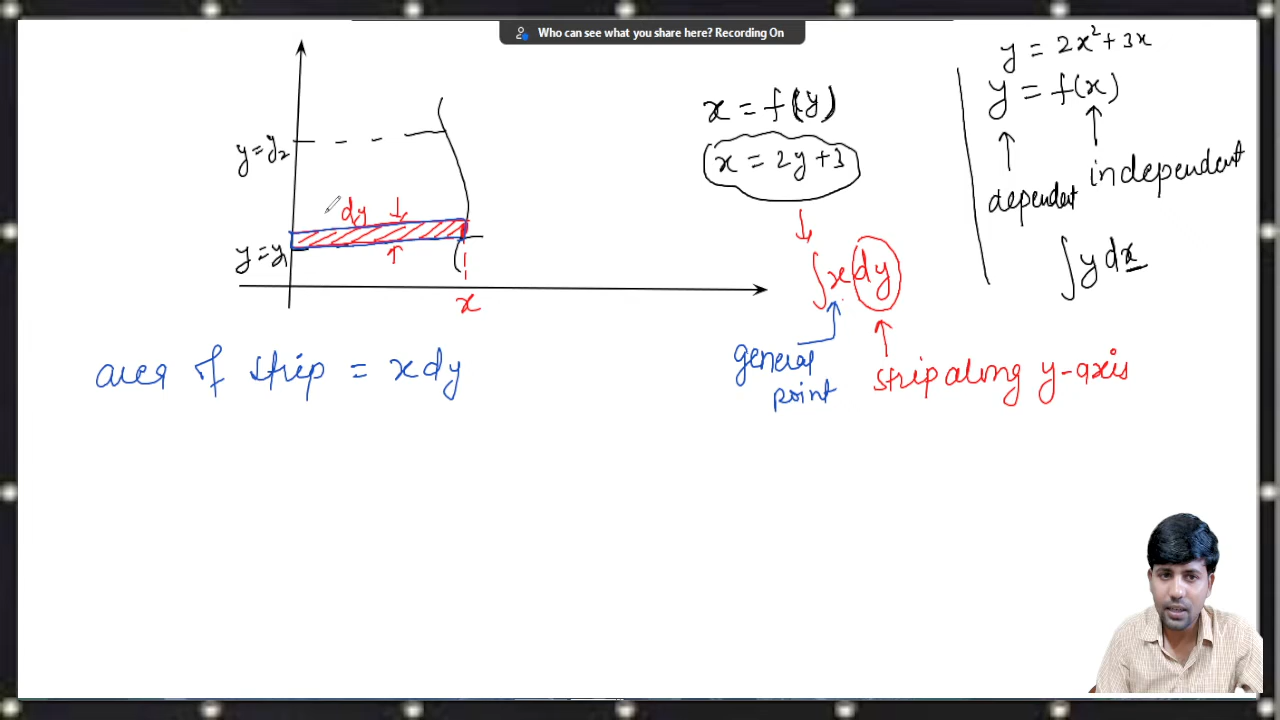 Who can see what you share here? Recording On
y = 2x² + 3x
x = f(y)
y = f(x)
y = y₂
x = 2y + 3
independent
dependent
dy
y = y₁
∫ x dy
∫ y dx
x
general
point
strip along y-axis
area of strip = x dy